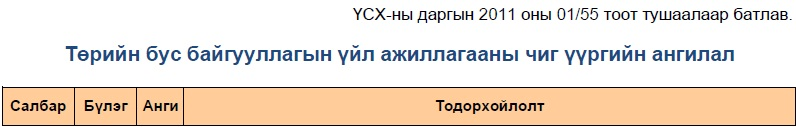 ҮСХ-ны даргын 2011 оны 01/55 тоот тушаалаар батлав.
Төрийн бус байгууллагын үйл ажиллагааны чиг үүргийн ангилал
Салбар Бүлэг Анги Тодорхойлолт